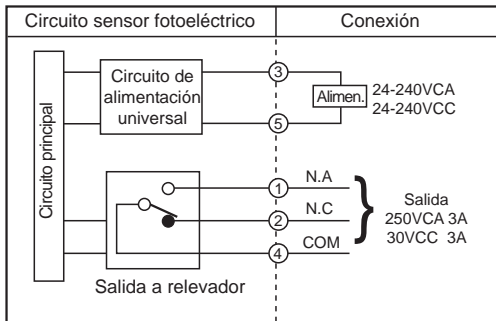 Circuito sensor fotoeléctrico
Conexión
Circuito principal
Circuito de
alimentación
universal
3
5
Alimen.
24-240VCA
24-240VCC
1
N.A
2
N.C
4
COM
Salida
250VCA 3A
30VCC 3A
Salida a relevador